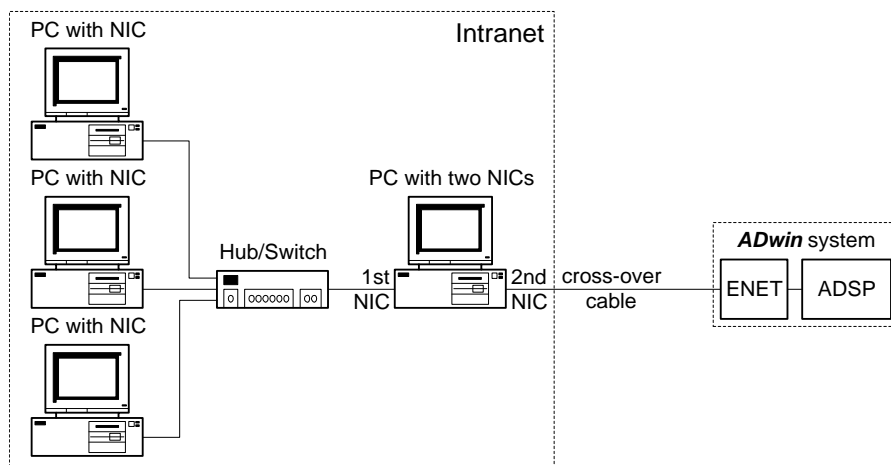 PC with NIC
Intranet
PC with NIC
PC with two NICs
Hub/Switch
1st
NIC
2nd
NIC
cross-over
cable
ADwin system
ENET
ADSP
PC with NIC